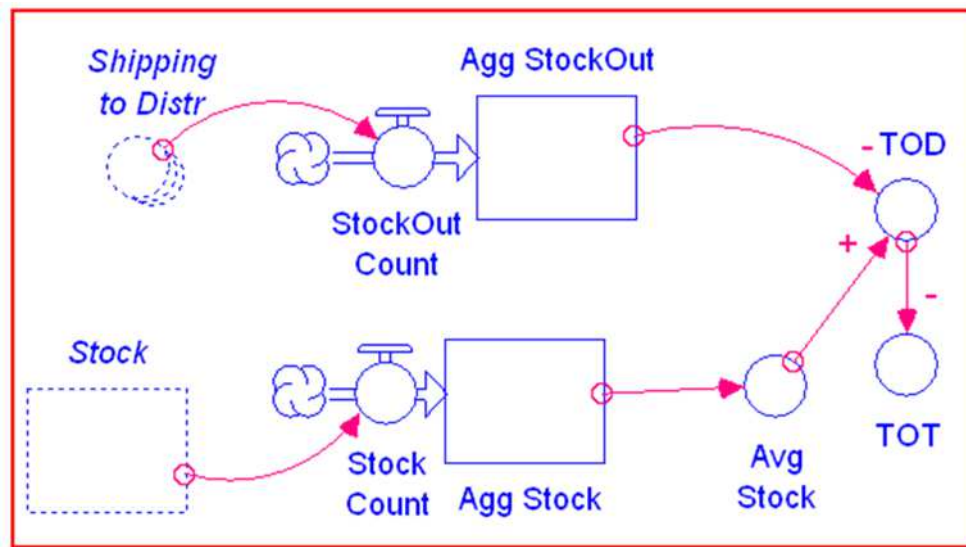 Shipping
to Distr
Agg StockOut
- TOD
StockOut
Count
+
-
Stock
TOT
Stock
Count
Agg Stock
Avg
Stock